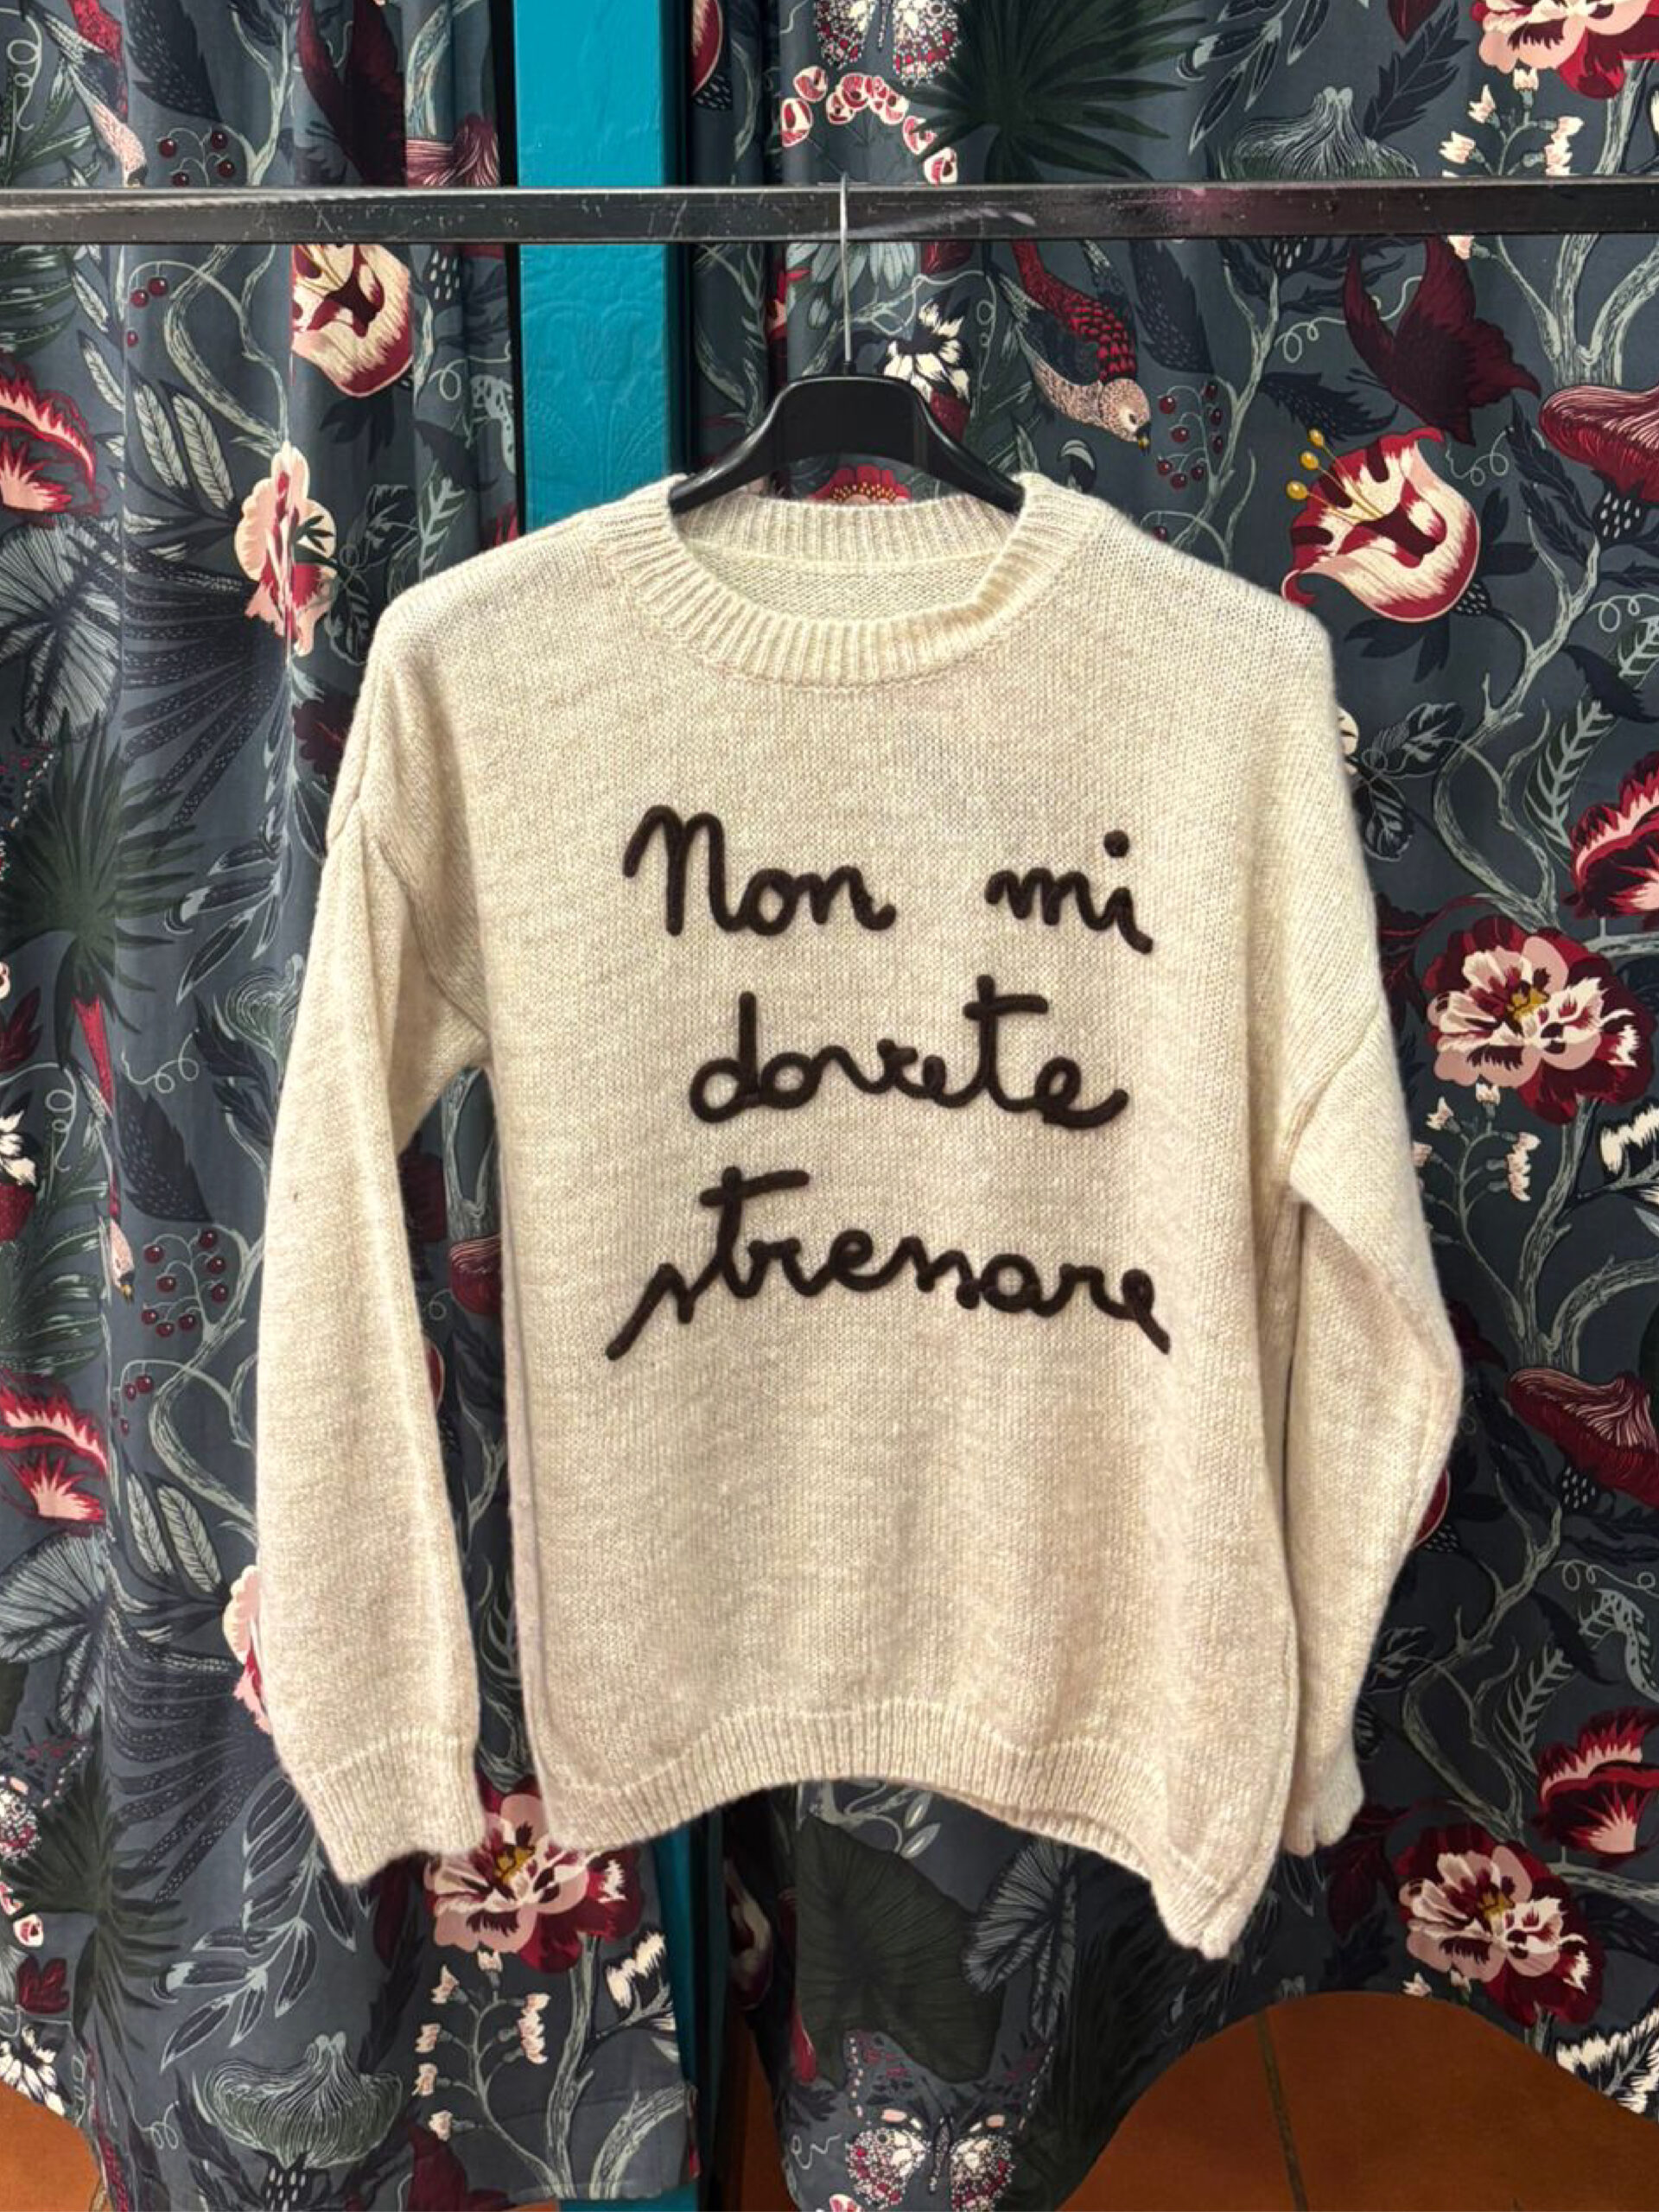 Non mi
dovete
stressare